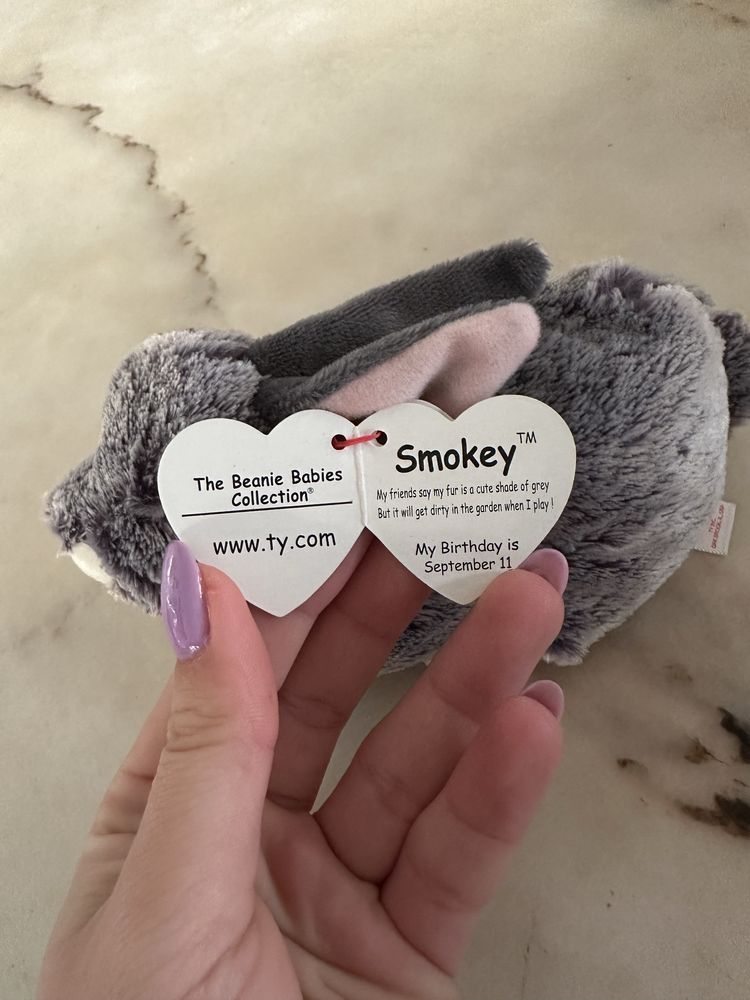 The Beanie Babies
Collection®
www.ty.com
Smokey™
My friends say my fur is a cute shade of grey
But it will get dirty in the garden when I play !
My Birthday is
September 11